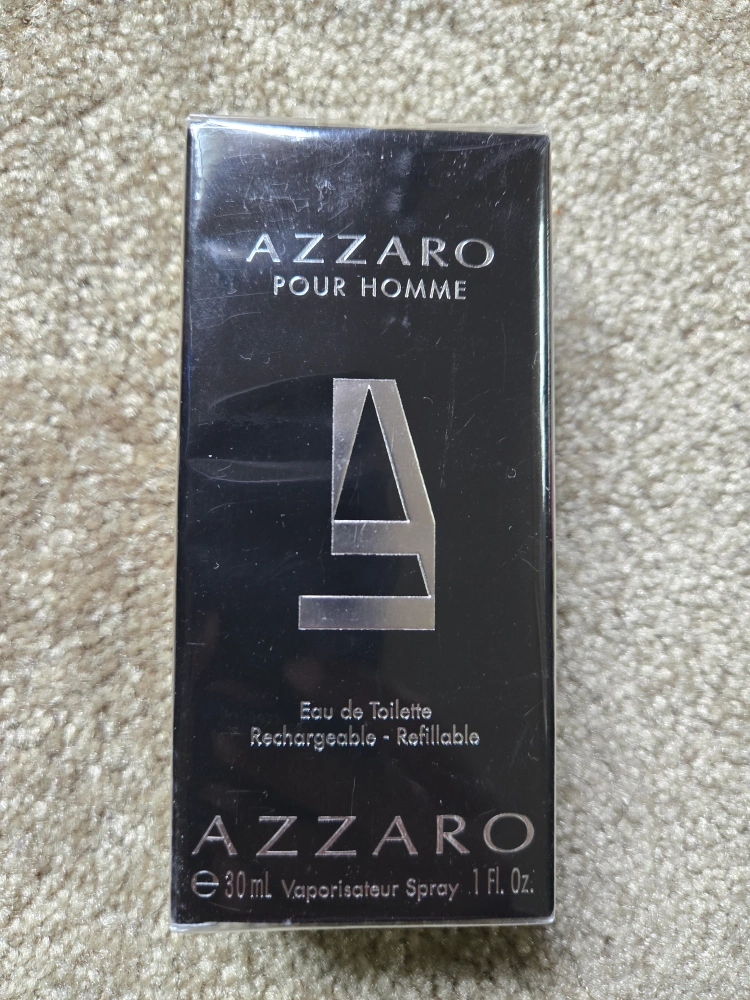 AZZARO
POUR HOMME
Eau de Toilette
Rechargeable - Refillable
AZZARO
℮ 30 mL Vaporisateur Spray 1 Fl. Oz.